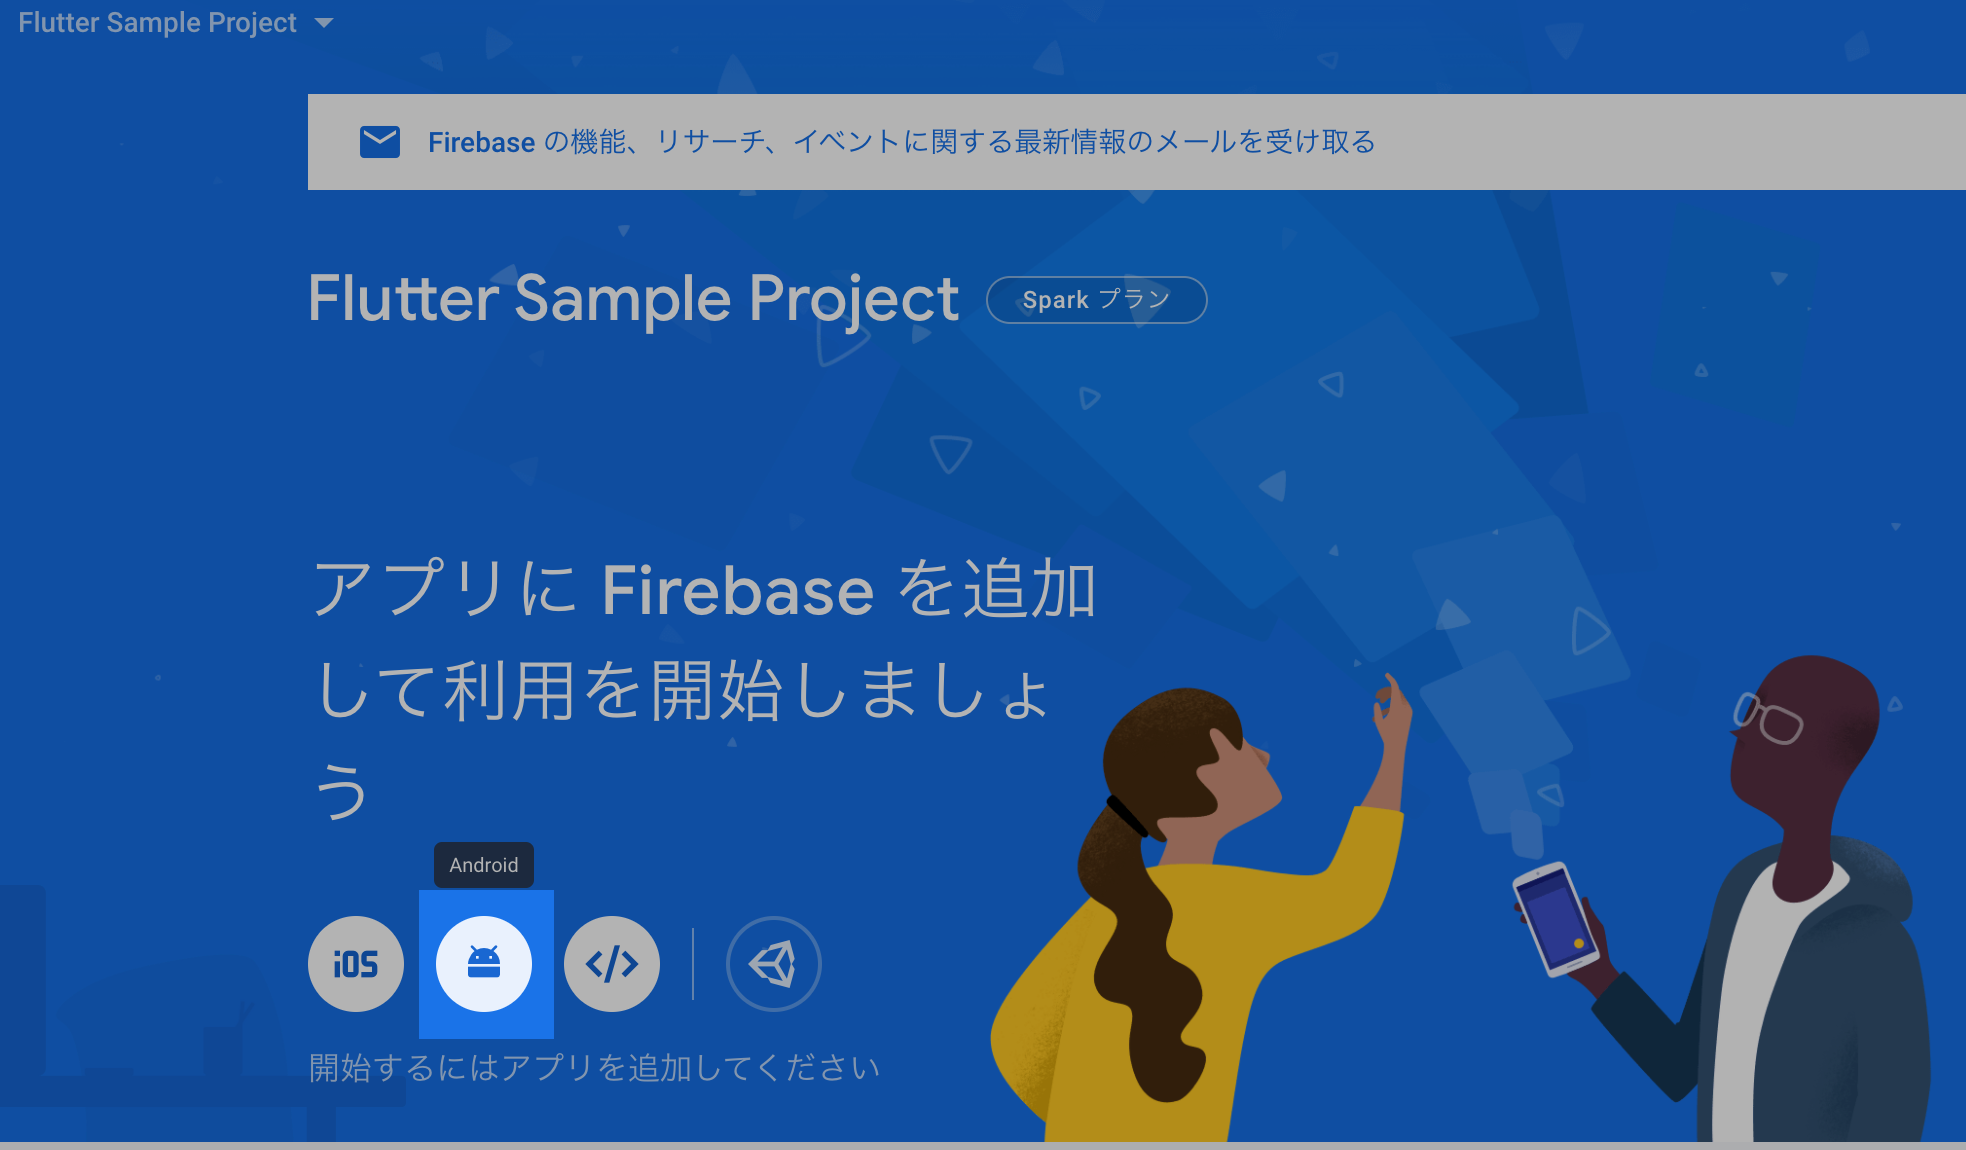 Flutter Sample Project
Firebase の機能、リサーチ、イベントに関する最新情報のメールを受け取る
Flutter Sample Project
Spark プラン
アプリに Firebase を追加
して利用を開始しましょ
う
Android
iOS
</>
開始するにはアプリを追加してください